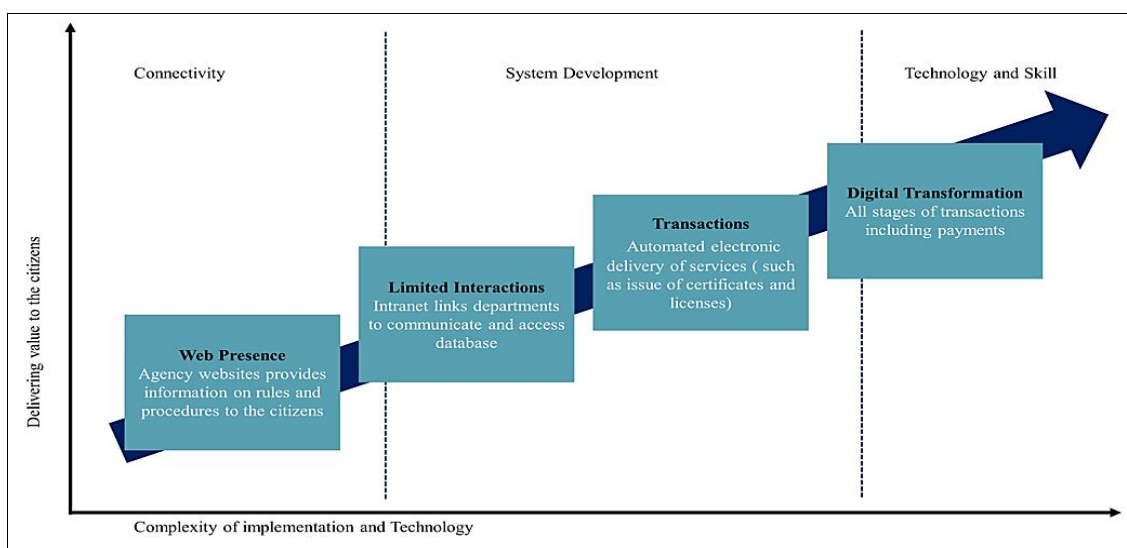 Connectivity
System Development
Technology and Skill
Delivering value to the citizens
Web Presence
Agency websites provides
information on rules and
procedures to the citizens
Limited Interactions
Intranet links departments
to communicate and access
database
Transactions
Automated electronic
delivery of services ( such
as issue of certificates and
licenses)
Digital Transformation
All stages of transactions
including payments
Complexity of implementation and Technology